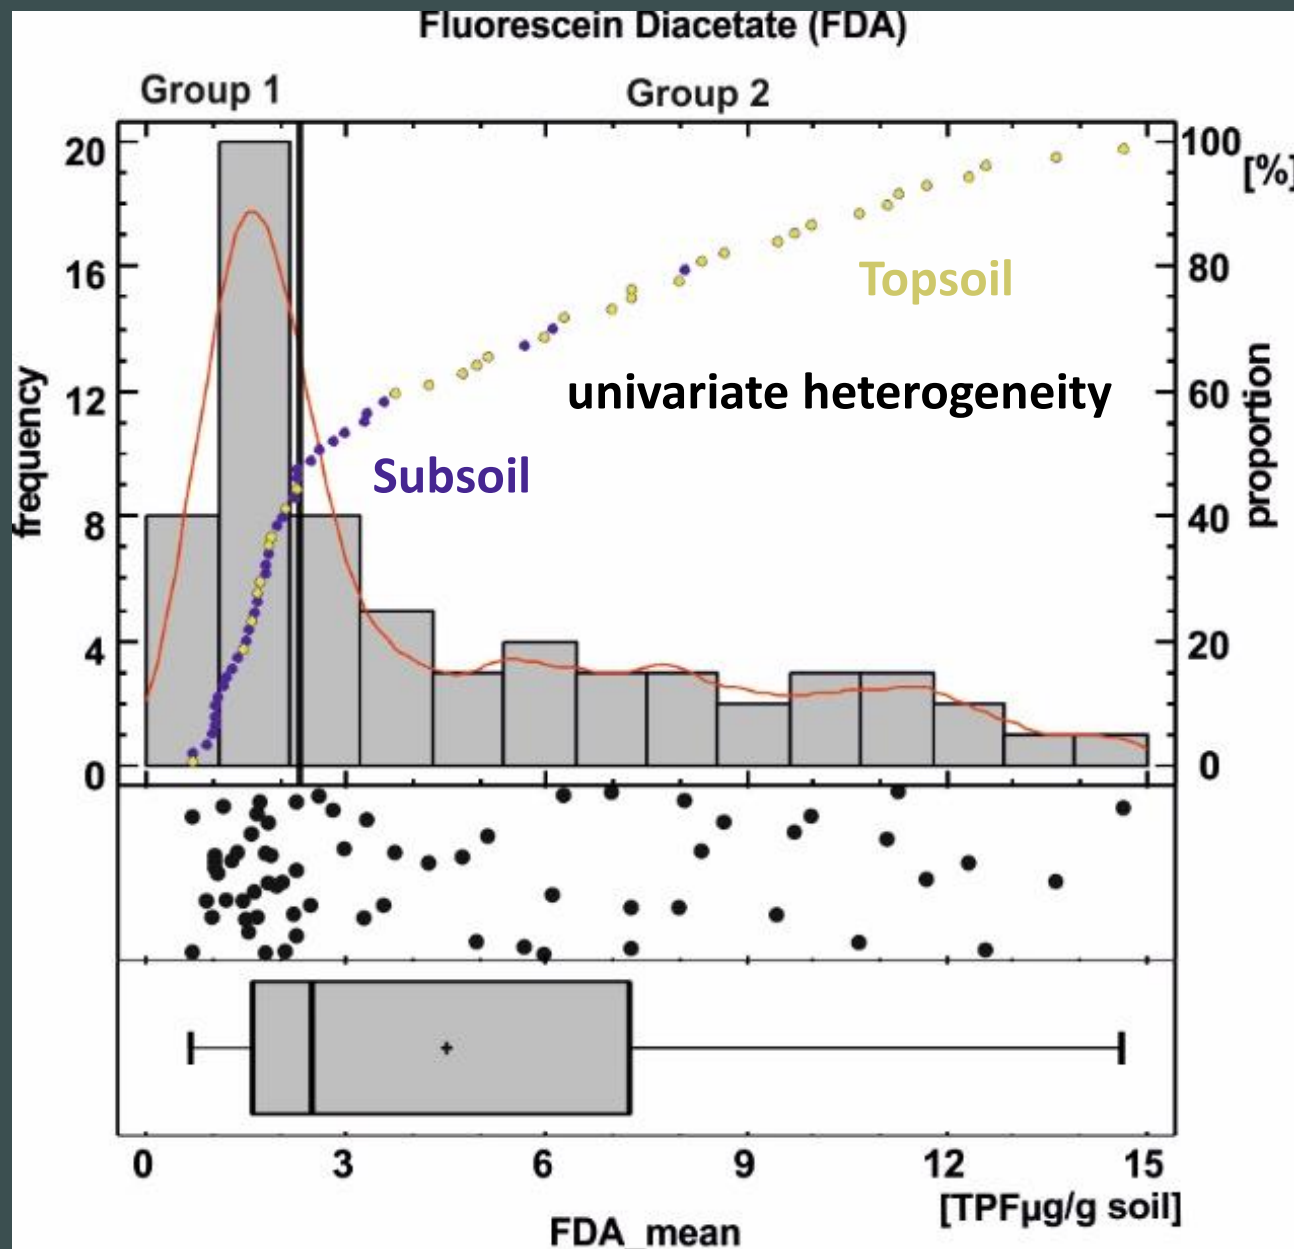 Fluorescein Diacetate (FDA)
Group 1
Group 2
20
16
12
8
4
0
frequency
100
80
60
40
20
0
[%]
proportion
Topsoil
univariate heterogeneity
Subsoil
0 3 6 9 12 15
[TPFµg/g soil]
FDA_mean